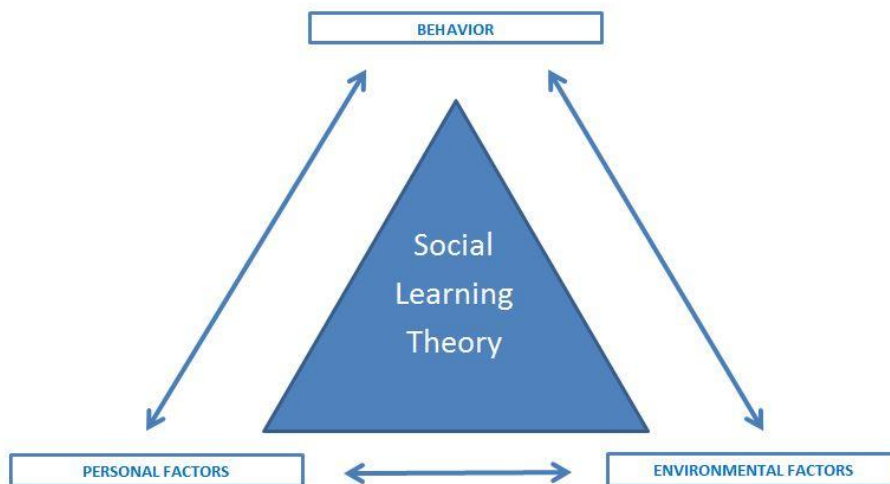 BEHAVIOR
Social
Learning
Theory
PERSONAL FACTORS
ENVIRONMENTAL FACTORS